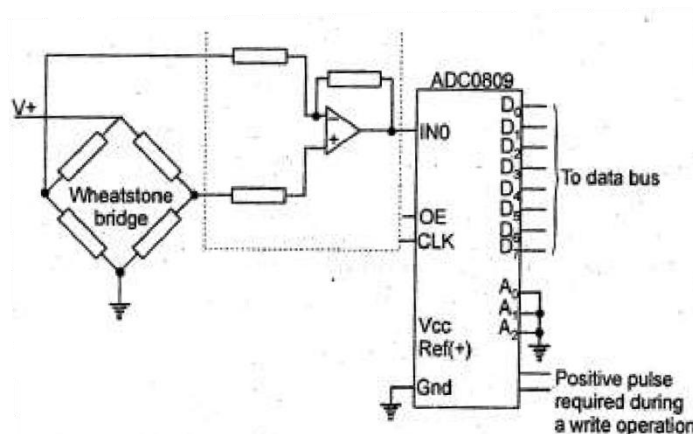 ADC0809
V+
Wheatstone
bridge
−
+
IN0
OE
CLK
Vcc
Ref(+)
Gnd
D0
D1
D2
D3
D4
D5
D6
D7
To data bus
A0
A1
A2
Positive pulse
required during
a write operation